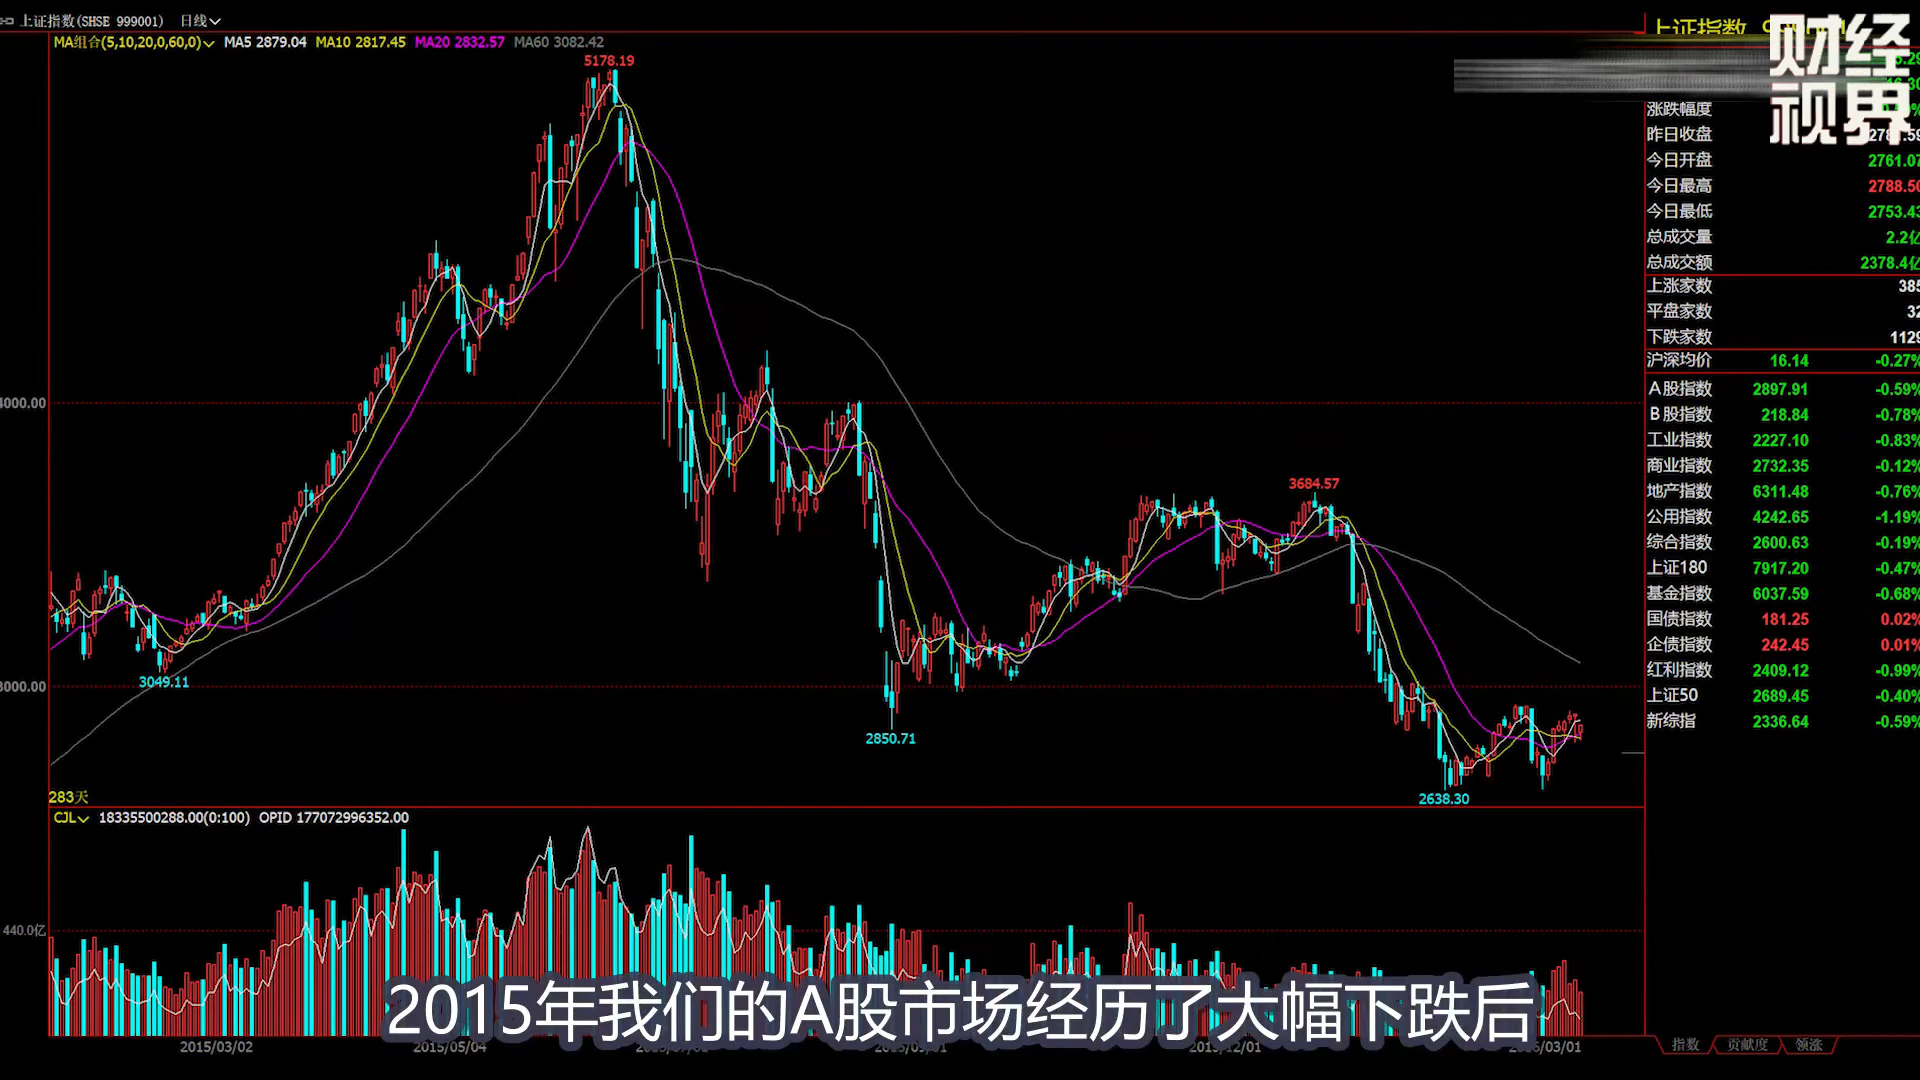 上证指数(SHSE 999001) 日线
MA组合(5,10,20,0,60,0) MA5 2879.04 MA10 2817.45 MA20 2832.57 MA60 3082.42
5178.19
4000.00
3684.57
3000.00
3049.11
2850.71
2638.30
283天
CJL 18335500288.00(0:100) OPID 177072996352.00
440.0亿
2015/03/02 2015/05/04
上证指数
财经
视界
涨跌幅度
昨日收盘
今日开盘 2761.07
今日最高 2788.50
今日最低 2753.43
总成交量 2.2亿
总成交额 2378.4亿
上涨家数 385
平盘家数 32
下跌家数 1129
沪深均价 16.14 -0.27%
A股指数 2897.91 -0.59%
B股指数 218.84 -0.78%
工业指数 2227.10 -0.83%
商业指数 2732.35 -0.12%
地产指数 6311.48 -0.76%
公用指数 4242.65 -1.19%
综合指数 2600.63 -0.19%
上证180 7917.20 -0.47%
基金指数 6037.59 -0.68%
国债指数 181.25 0.02%
企债指数 242.45 0.01%
红利指数 2409.12 -0.99%
上证50 2689.45 -0.40%
新综指 2336.64 -0.59%
指数 贡献度 领涨
2015年我们的A股市场经历了大幅下跌后